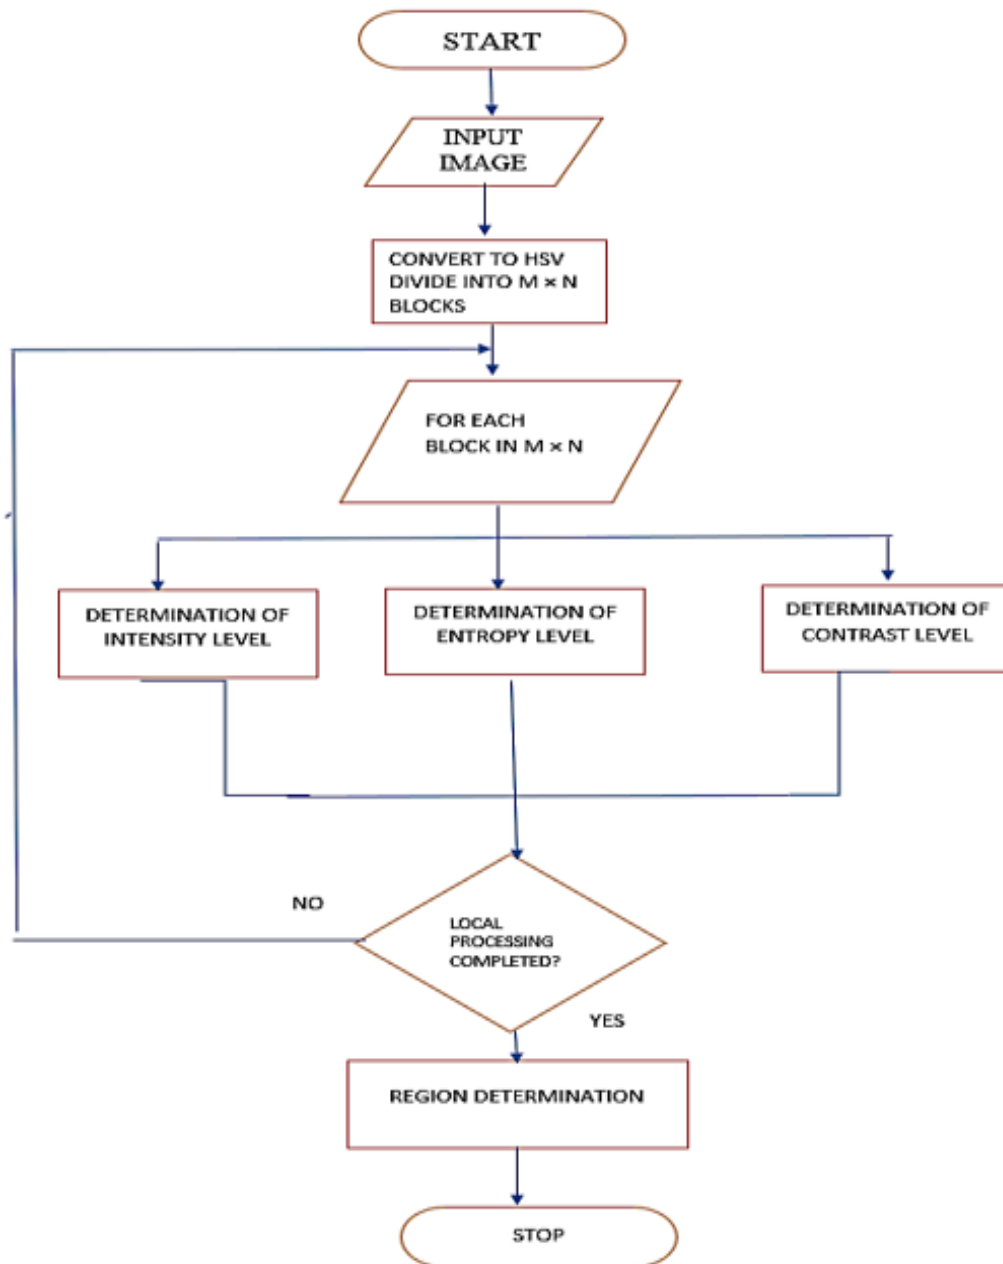 START
INPUT
IMAGE
CONVERT TO HSV
DIVIDE INTO M × N
BLOCKS
FOR EACH
BLOCK IN M × N
DETERMINATION OF
INTENSITY LEVEL
DETERMINATION OF
ENTROPY LEVEL
DETERMINATION OF
CONTRAST LEVEL
NO
LOCAL
PROCESSING
COMPLETED?
YES
REGION DETERMINATION
STOP